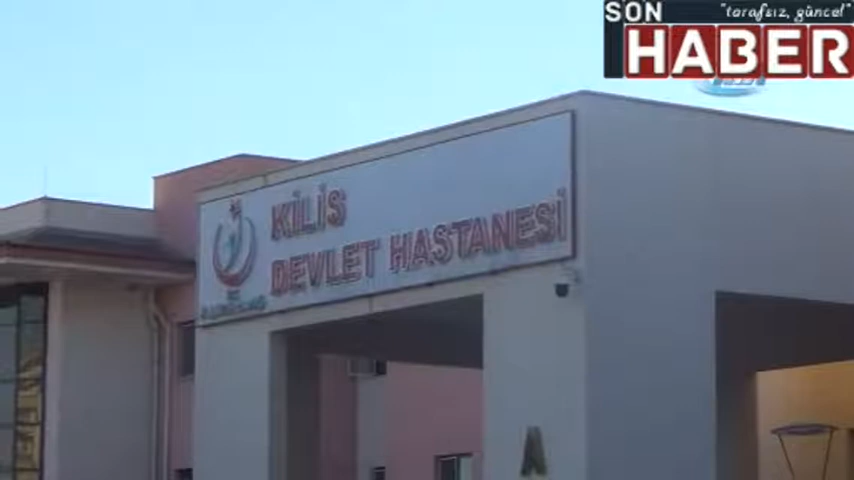 SON
"tarafsız, güncel"
HABER
KİLİS
DEVLET HASTANESİ
A